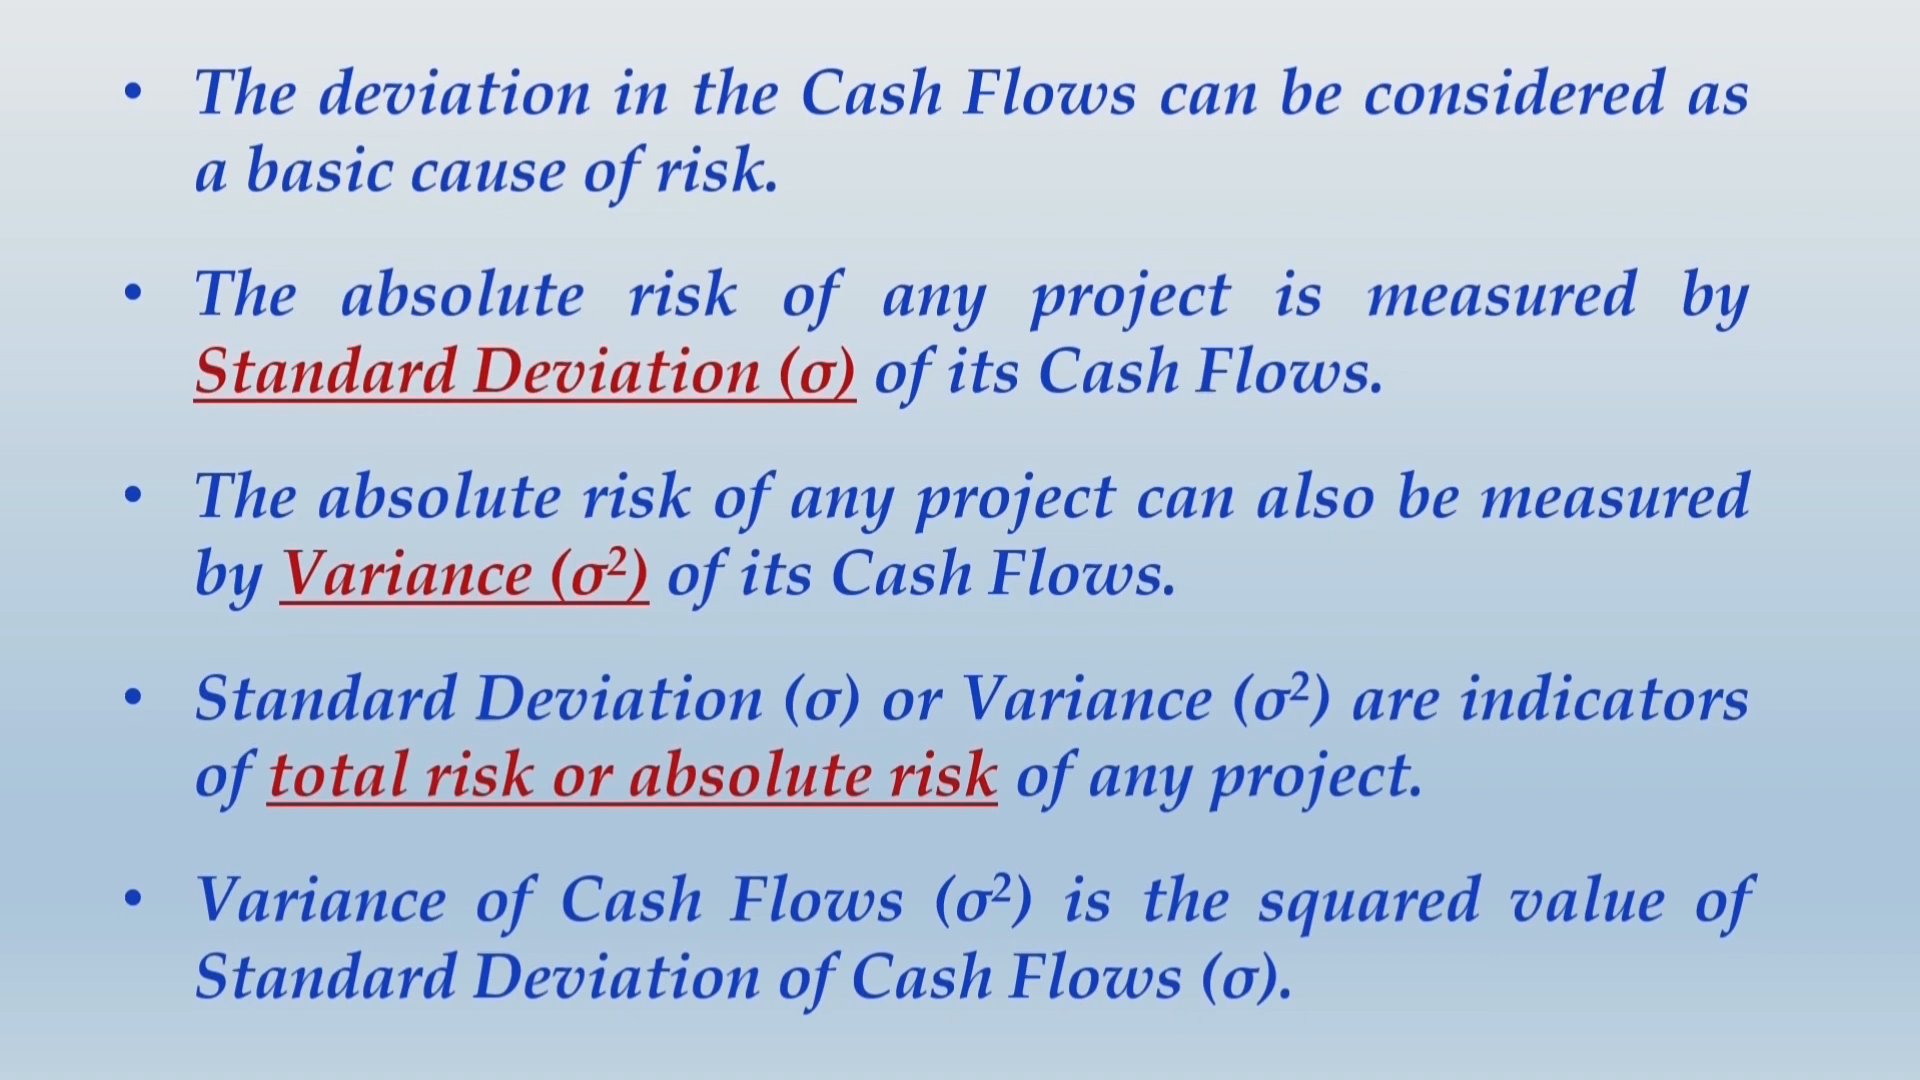 • The deviation in the Cash Flows can be considered as
a basic cause of risk.
• The absolute risk of any project is measured by
Standard Deviation (σ) of its Cash Flows.
• The absolute risk of any project can also be measured
by Variance (σ²) of its Cash Flows.
• Standard Deviation (σ) or Variance (σ²) are indicators
of total risk or absolute risk of any project.
• Variance of Cash Flows (σ²) is the squared value of
Standard Deviation of Cash Flows (σ).